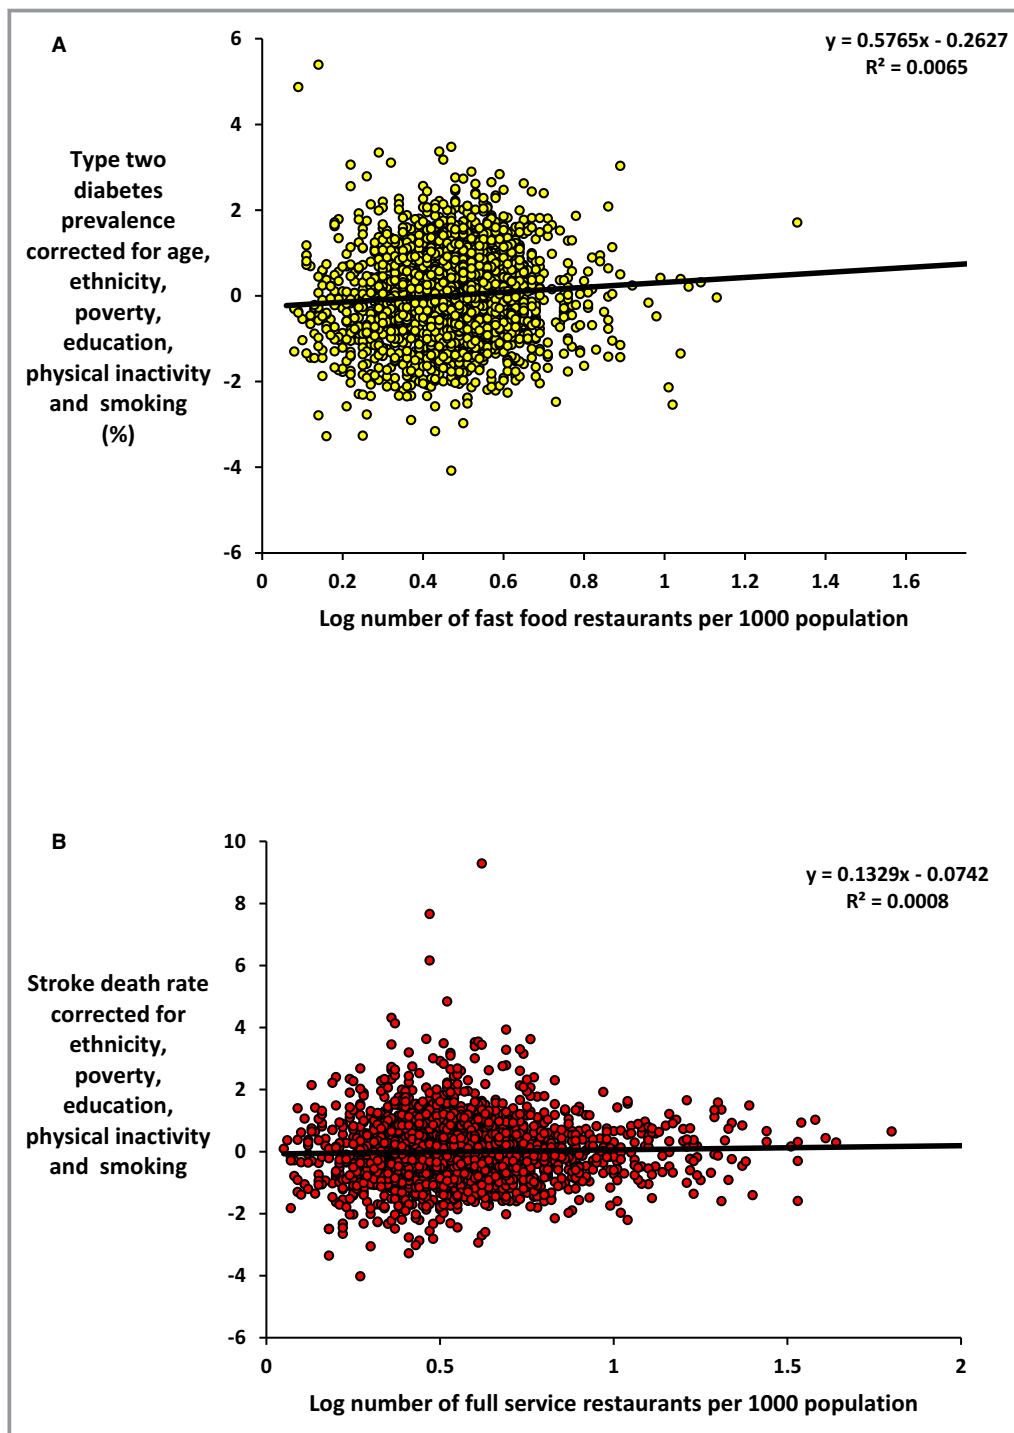 A
y = 0.5765x - 0.2627
R² = 0.0065
6
4
2
0
-2
-4
-6
Type two
diabetes
prevalence
corrected for age,
ethnicity,
poverty,
education,
physical inactivity
and smoking
(%)
0 0.2 0.4 0.6 0.8 1 1.2 1.4 1.6
Log number of fast food restaurants per 1000 population
B
y = 0.1329x - 0.0742
R² = 0.0008
10
8
6
4
2
0
-2
-4
-6
Stroke death rate
corrected for
ethnicity,
poverty,
education,
physical inactivity
and smoking
0 0.5 1 1.5 2
Log number of full service restaurants per 1000 population